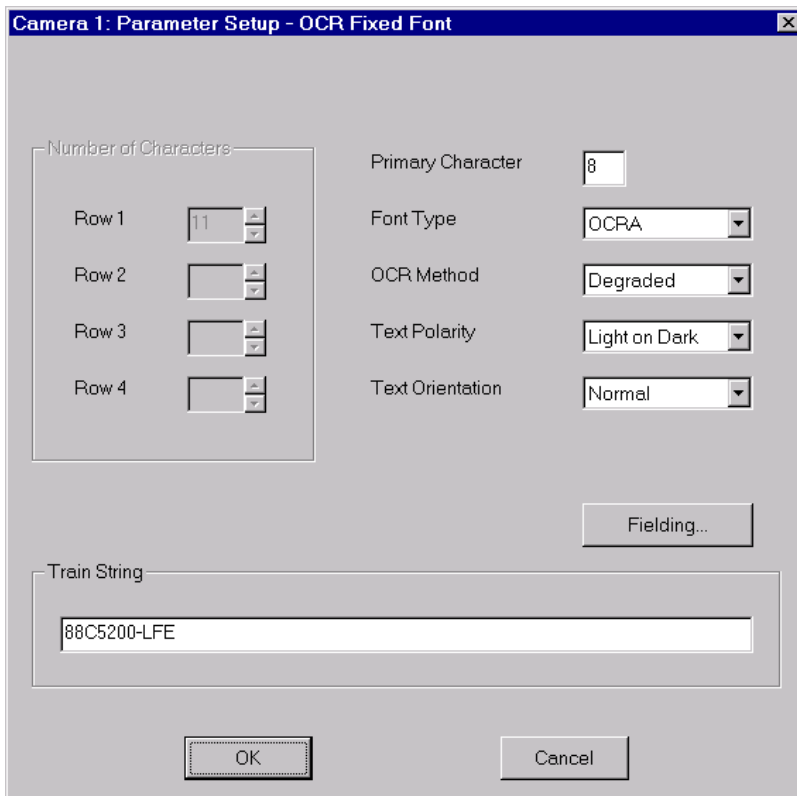 Camera 1: Parameter Setup - OCR Fixed Font
Number of Characters
Row 1 11
Row 2
Row 3
Row 4
Primary Character 8
Font Type OCRA
OCR Method Degraded
Text Polarity Light on Dark
Text Orientation Normal
Fielding...
Train String
88C5200-LFE
OK Cancel